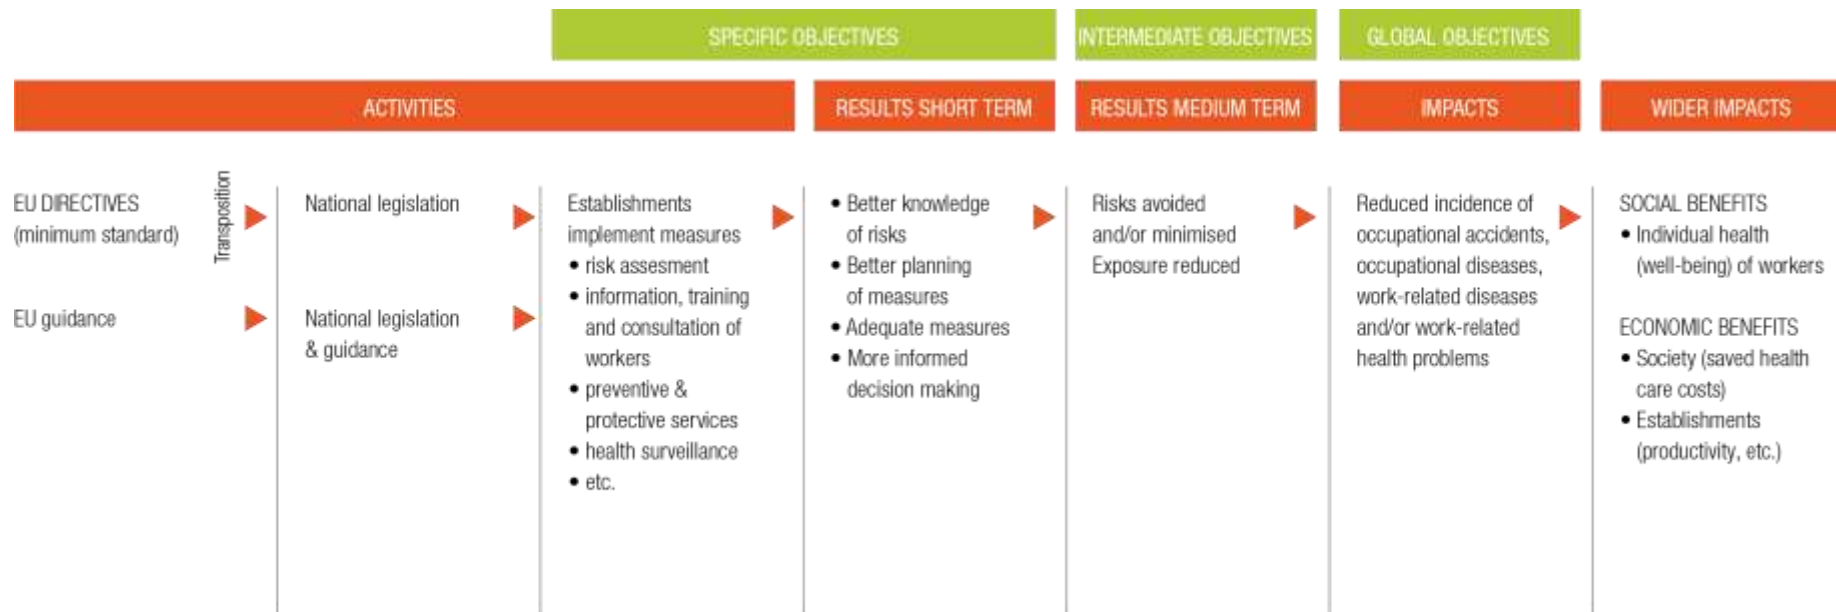 SPECIFIC OBJECTIVES
INTERMEDIATE OBJECTIVES
GLOBAL OBJECTIVES
ACTIVITIES
RESULTS SHORT TERM
RESULTS MEDIUM TERM
IMPACTS
WIDER IMPACTS
EU DIRECTIVES
(minimum standard)
Transposition
EU guidance
National legislation
National legislation
& guidance
Establishments
implement measures
• risk assesment
• information, training
and consultation of
workers
• preventive &
protective services
• health surveillance
• etc.
• Better knowledge
of risks
• Better planning
of measures
• Adequate measures
• More informed
decision making
Risks avoided
and/or minimised
Exposure reduced
Reduced incidence of
occupational accidents,
occupational diseases,
work-related diseases
and/or work-related
health problems
SOCIAL BENEFITS
• Individual health
(well-being) of workers
ECONOMIC BENEFITS
• Society (saved health
care costs)
• Establishments
(productivity, etc.)